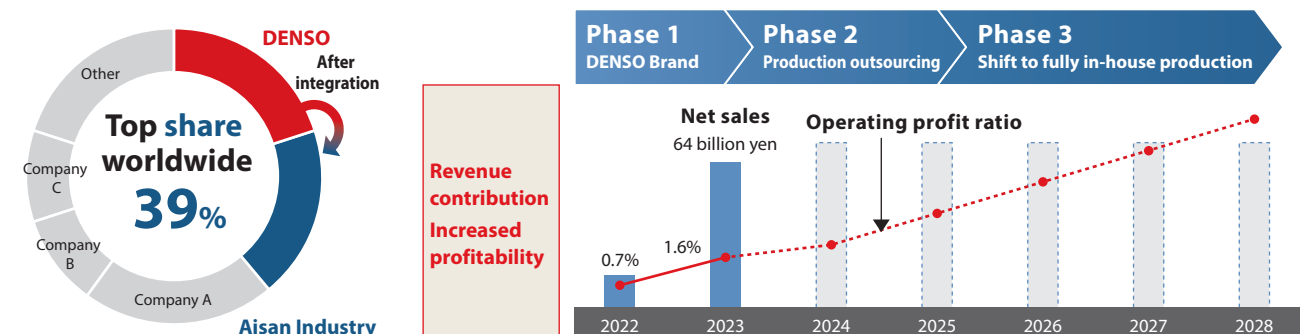 DENSO
After
integration
Other
Top share
worldwide
39%
Company
C
Company
B
Company A
Aisan Industry
Revenue
contribution
Increased
profitability
Phase 1
DENSO Brand
Phase 2
Production outsourcing
Phase 3
Shift to fully in-house production
Net sales
64 billion yen
Operating profit ratio
0.7%
1.6%
2022 2023 2024 2025 2026 2027 2028